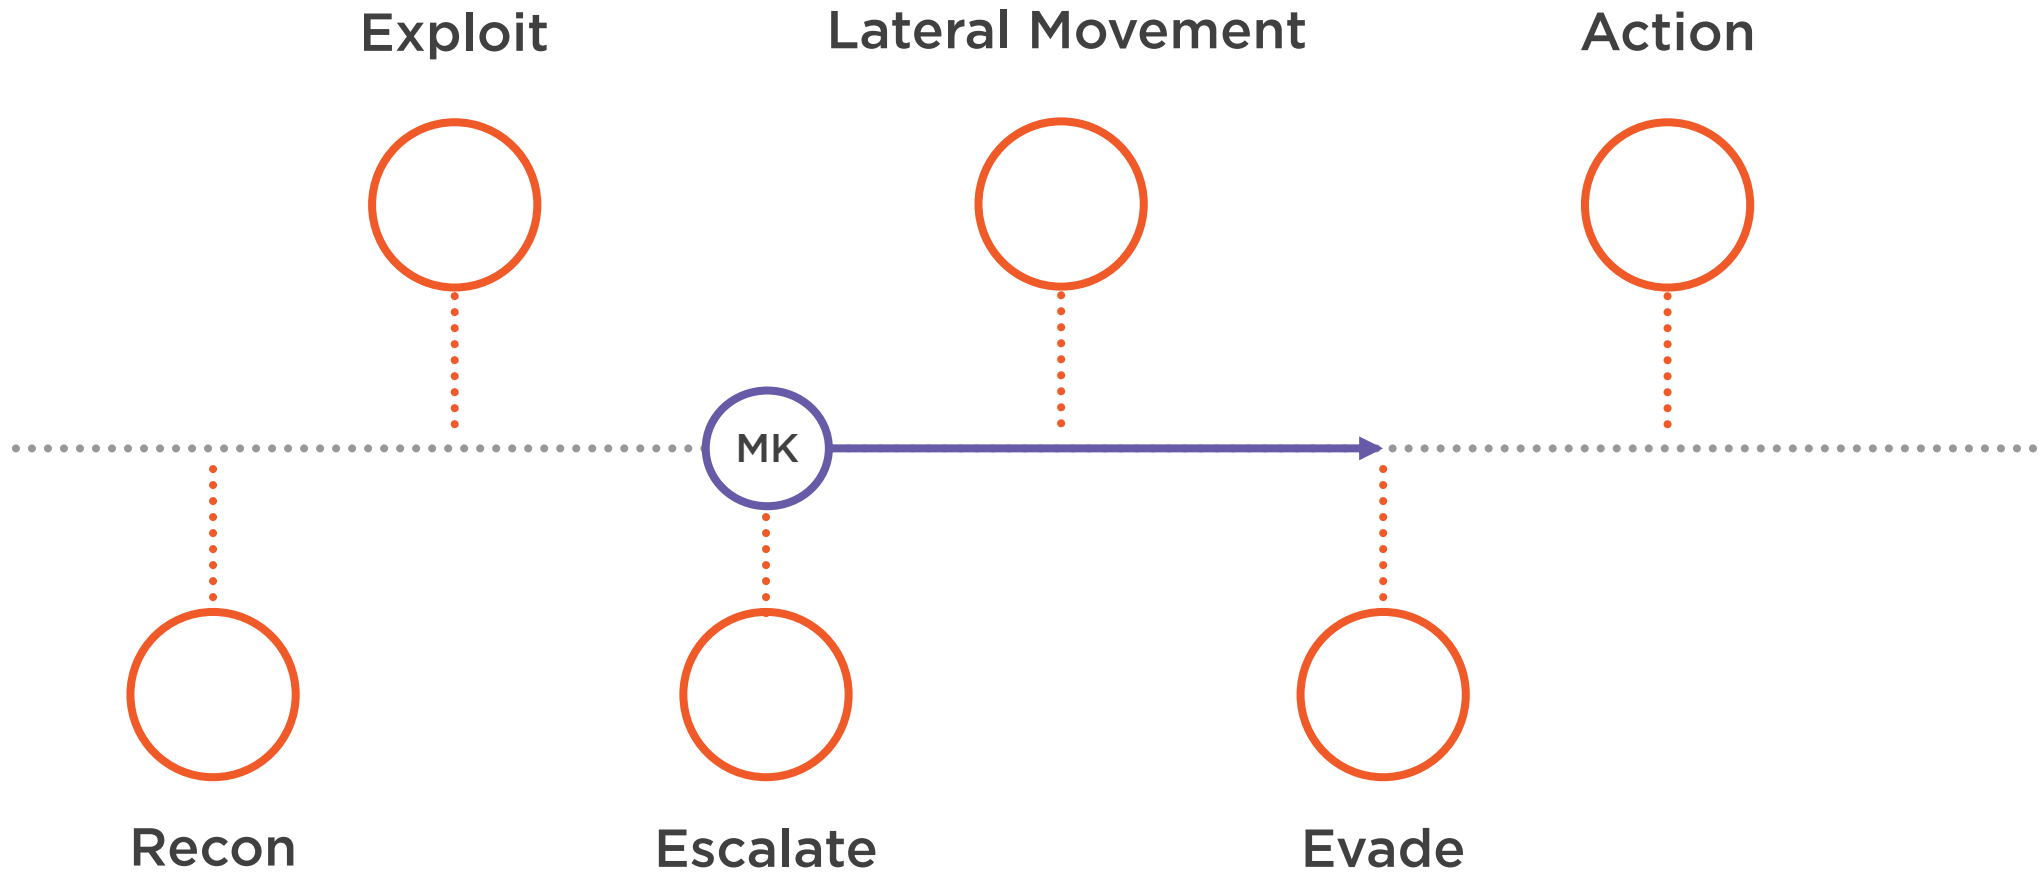 Exploit
Lateral Movement
Action
MK
Recon
Escalate
Evade